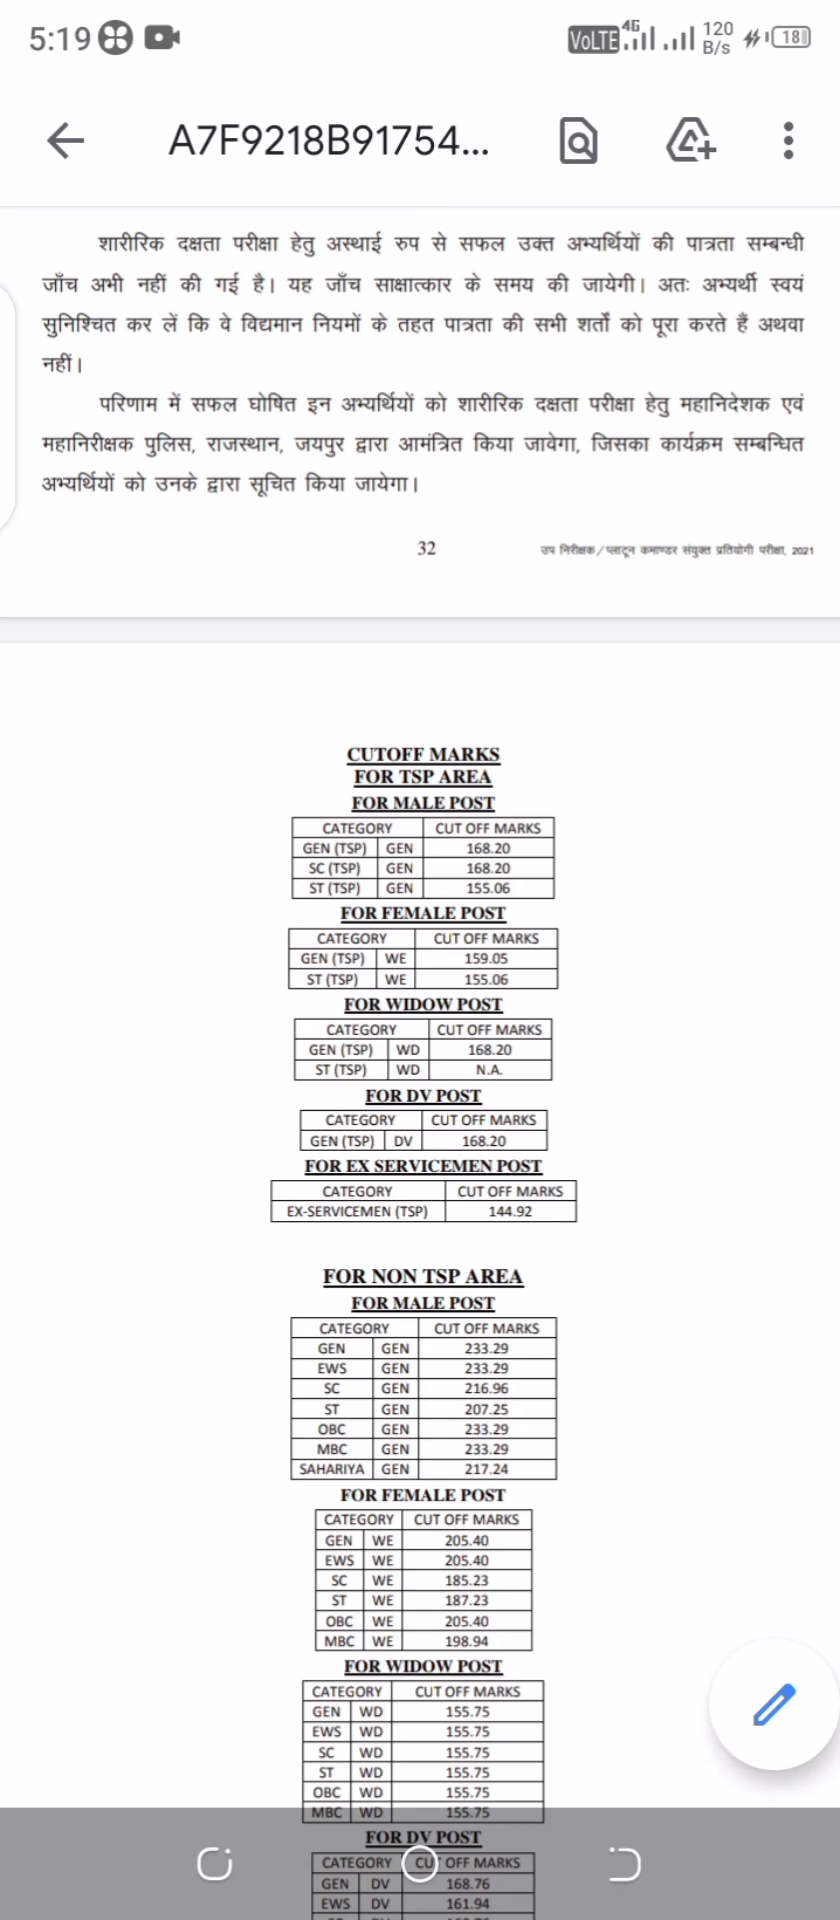 5:19
VoLTE 4G 120 B/s 18
A7F9218B91754...
शारीरिक दक्षता परीक्षा हेतु अस्थाई रुप से सफल उक्त अभ्यर्थियों की पात्रता सम्बन्धी
जाँच अभी नहीं की गई है। यह जाँच साक्षात्कार के समय की जायेगी। अतः अभ्यर्थी स्वयं
सुनिश्चित कर लें कि वे विद्यमान नियमों के तहत पात्रता की सभी शर्तों को पूरा करते हैं अथवा
नहीं।
परिणाम में सफल घोषित इन अभ्यर्थियों को शारीरिक दक्षता परीक्षा हेतु महानिदेशक एवं
महानिरीक्षक पुलिस, राजस्थान, जयपुर द्वारा आमंत्रित किया जावेगा, जिसका कार्यक्रम सम्बन्धित
अभ्यर्थियों को उनके द्वारा सूचित किया जायेगा।
32 उप निरीक्षक/प्लाटून कमाण्डर संयुक्त प्रतियोगी परीक्षा, 2021
CUTOFF MARKS
FOR TSP AREA
FOR MALE POST
CATEGORY CUT OFF MARKS
GEN (TSP) GEN 168.20
SC (TSP) GEN 168.20
ST (TSP) GEN 155.06
FOR FEMALE POST
CATEGORY CUT OFF MARKS
GEN (TSP) WE 159.05
ST (TSP) WE 155.06
FOR WIDOW POST
CATEGORY CUT OFF MARKS
GEN (TSP) WD 168.20
ST (TSP) WD N.A.
FOR DV POST
CATEGORY CUT OFF MARKS
GEN (TSP) DV 168.20
FOR EX SERVICEMEN POST
CATEGORY CUT OFF MARKS
EX-SERVICEMEN (TSP) 144.92
FOR NON TSP AREA
FOR MALE POST
CATEGORY CUT OFF MARKS
GEN GEN 233.29
EWS GEN 233.29
SC GEN 216.96
ST GEN 207.25
OBC GEN 233.29
MBC GEN 233.29
SAHARIYA GEN 217.24
FOR FEMALE POST
CATEGORY CUT OFF MARKS
GEN WE 205.40
EWS WE 205.40
SC WE 185.23
ST WE 187.23
OBC WE 205.40
MBC WE 198.94
FOR WIDOW POST
CATEGORY CUT OFF MARKS
GEN WD 155.75
EWS WD 155.75
SC WD 155.75
ST WD 155.75
OBC WD 155.75
MBC WD 155.75
FOR DV POST
CATEGORY CUT OFF MARKS
GEN DV 168.76
EWS DV 161.94